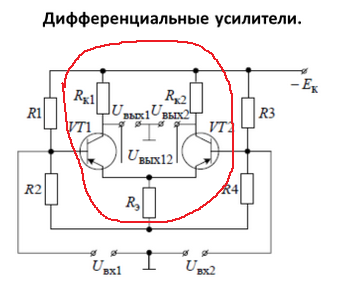 Дифференциальные усилители.
Rк1 Uвых1 Uвых2 Rк2 − Eк
R1 VT1 VT2 R3
Uвых12
R2 Rэ R4
Uвх1 Uвх2